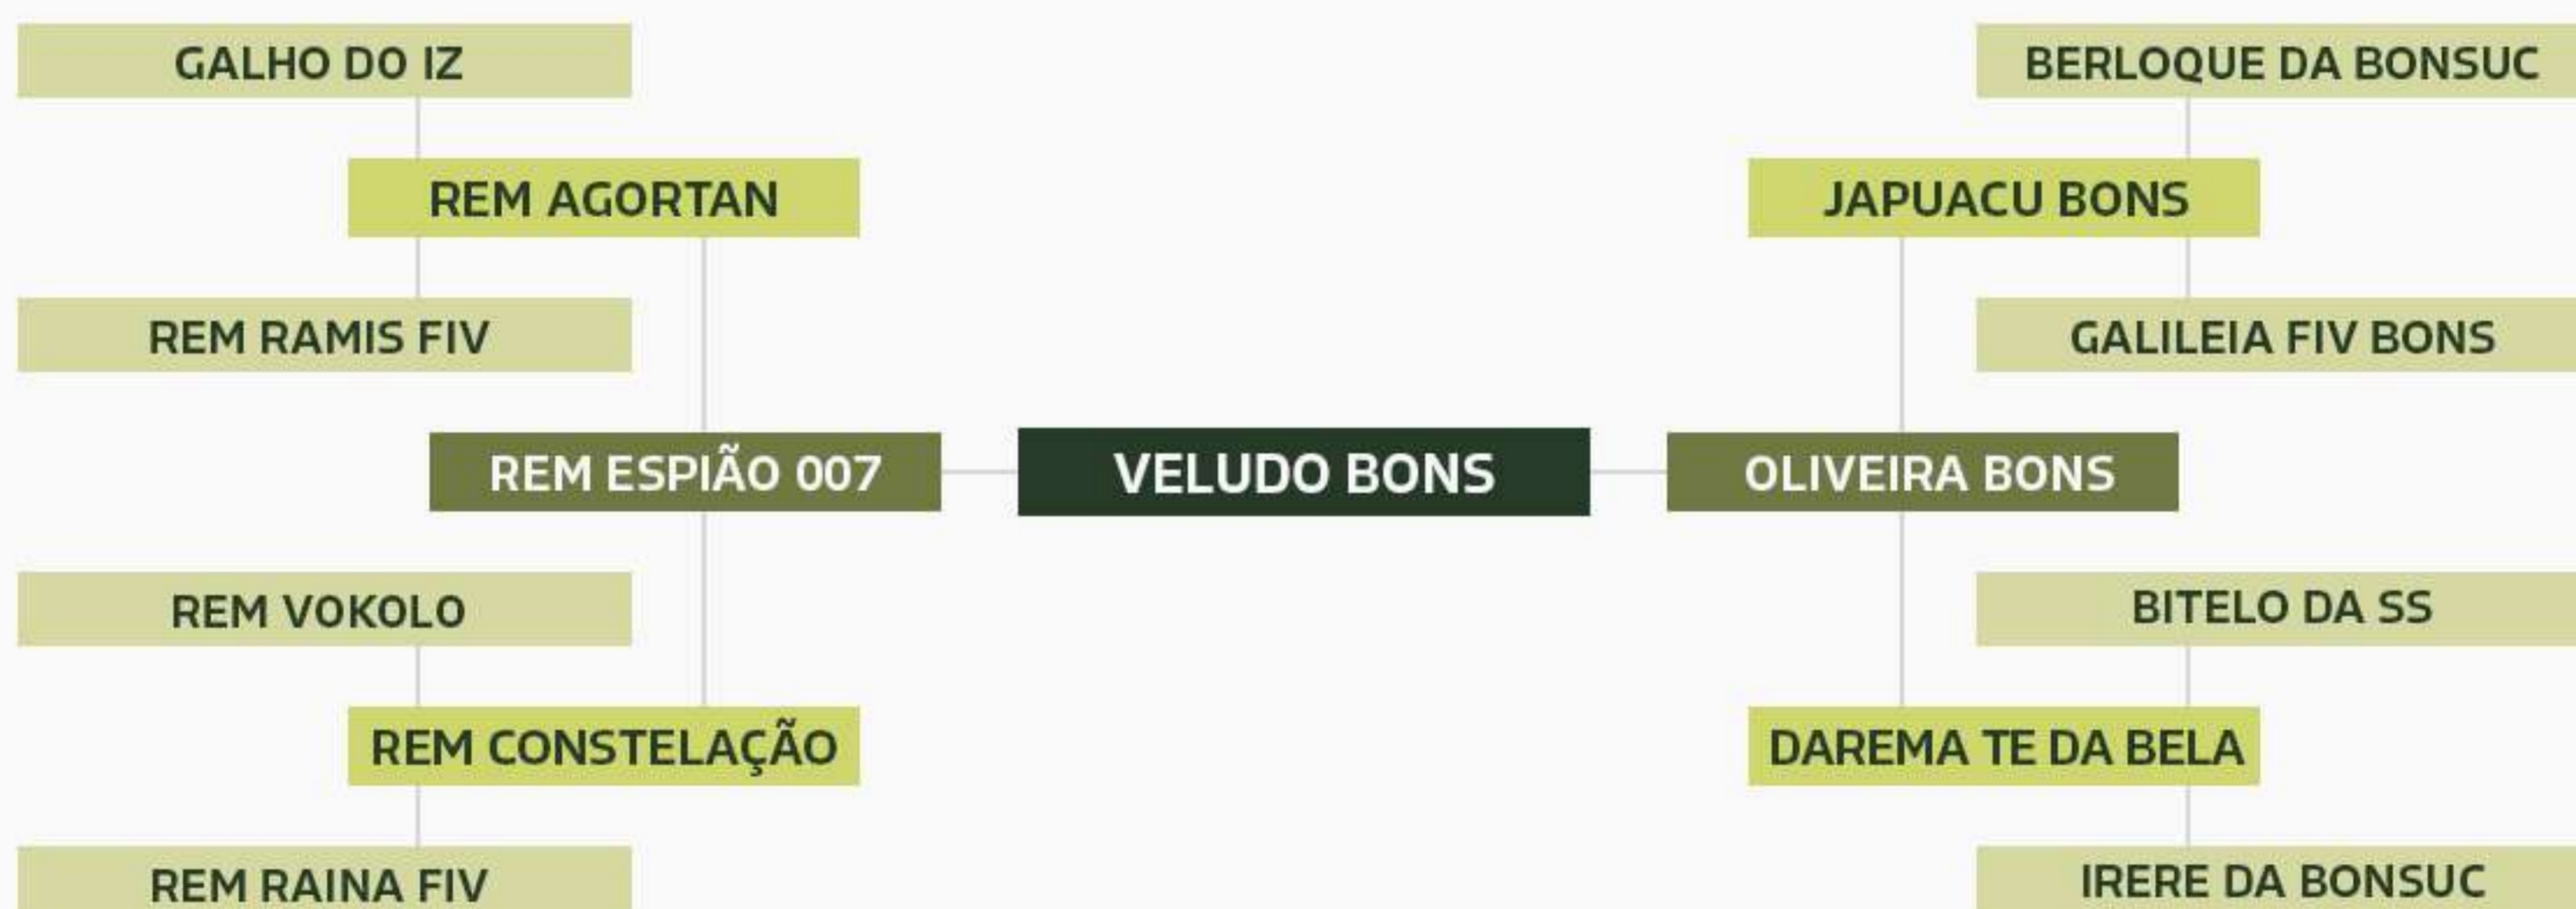 GALHO DO IZ
BERLOQUE DA BONSUC
REM AGORTAN
JAPUACU BONS
REM RAMIS FIV
GALILEIA FIV BONS
REM ESPIÃO 007
VELUDO BONS
OLIVEIRA BONS
REM VOKOLO
BITELO DA SS
REM CONSTELAÇÃO
DAREMA TE DA BELA
REM RAINA FIV
IRERE DA BONSUC